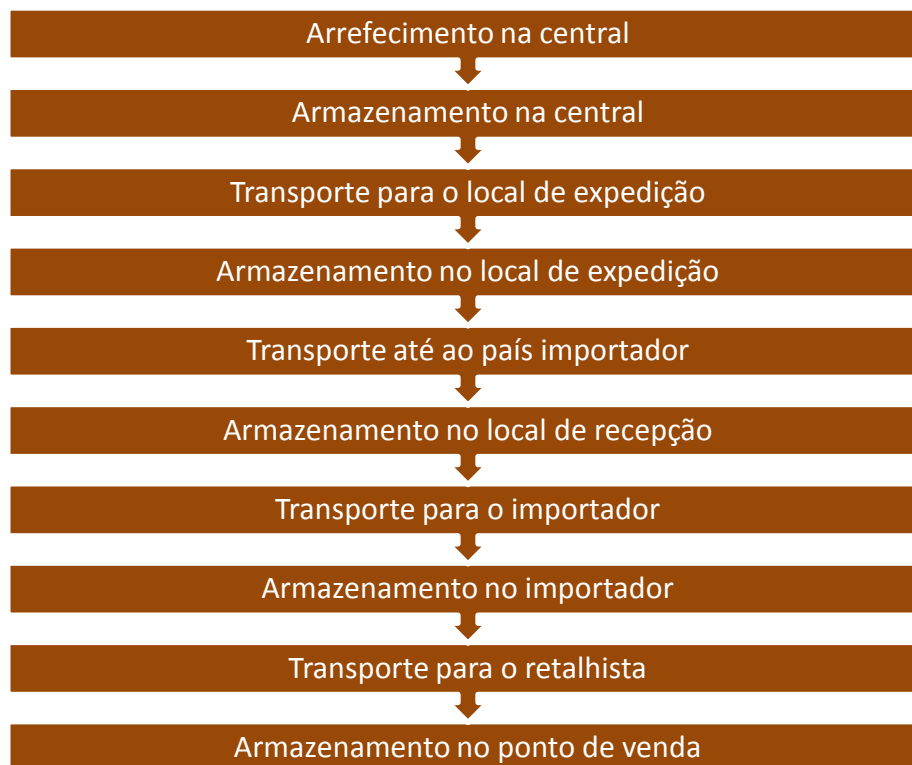 Arrefecimento na central
Armazenamento na central
Transporte para o local de expedição
Armazenamento no local de expedição
Transporte até ao país importador
Armazenamento no local de recepção
Transporte para o importador
Armazenamento no importador
Transporte para o retalhista
Armazenamento no ponto de venda